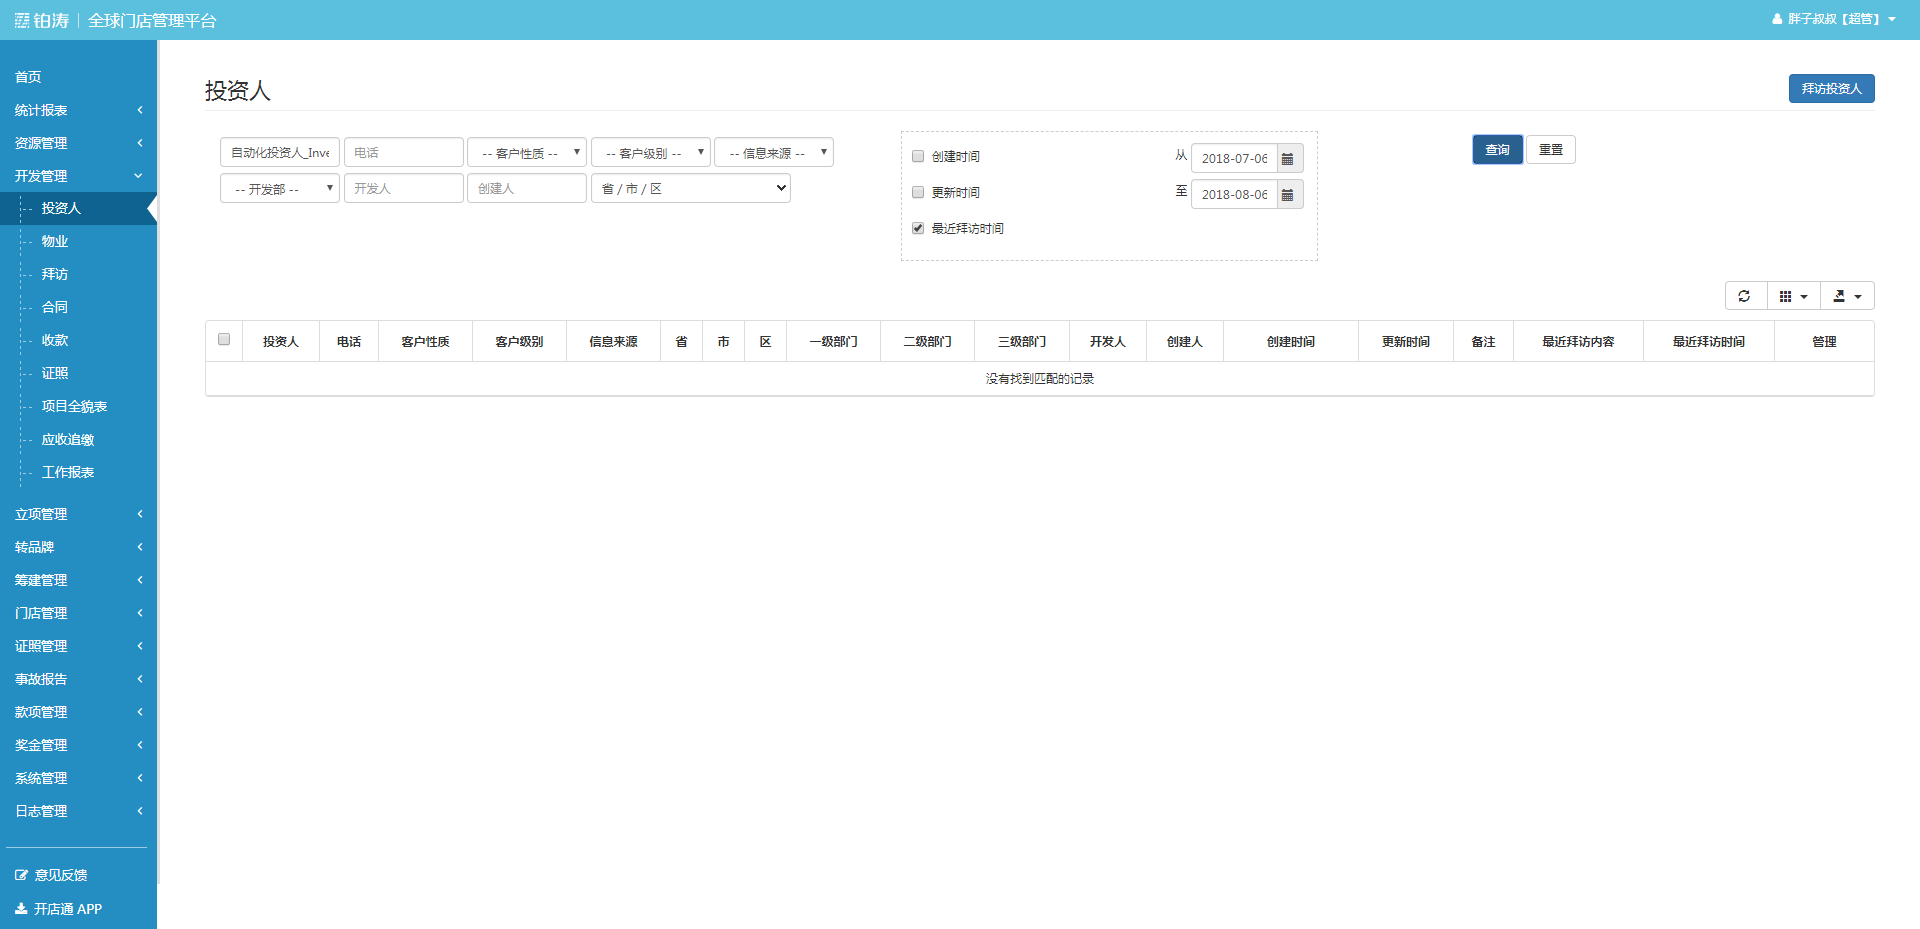 铂涛 全球门店管理平台
胖子叔叔【超管】
首页
统计报表
资源管理
开发管理
投资人
物业
拜访
合同
收款
证照
项目全貌表
应收追缴
工作报表
立项管理
转品牌
筹建管理
门店管理
证照管理
事故报告
款项管理
奖金管理
系统管理
日志管理
意见反馈
开店通 APP
投资人
拜访投资人
自动化投资人_Inve 电话 -- 客户性质 -- -- 客户级别 -- -- 信息来源 --
-- 开发部 -- 开发人 创建人 省 / 市 / 区
创建时间 从 2018-07-06
更新时间 至 2018-08-06
最近拜访时间
查询 重置
投资人 电话 客户性质 客户级别 信息来源 省 市 区 一级部门 二级部门 三级部门 开发人 创建人 创建时间 更新时间 备注 最近拜访内容 最近拜访时间 管理
没有找到匹配的记录